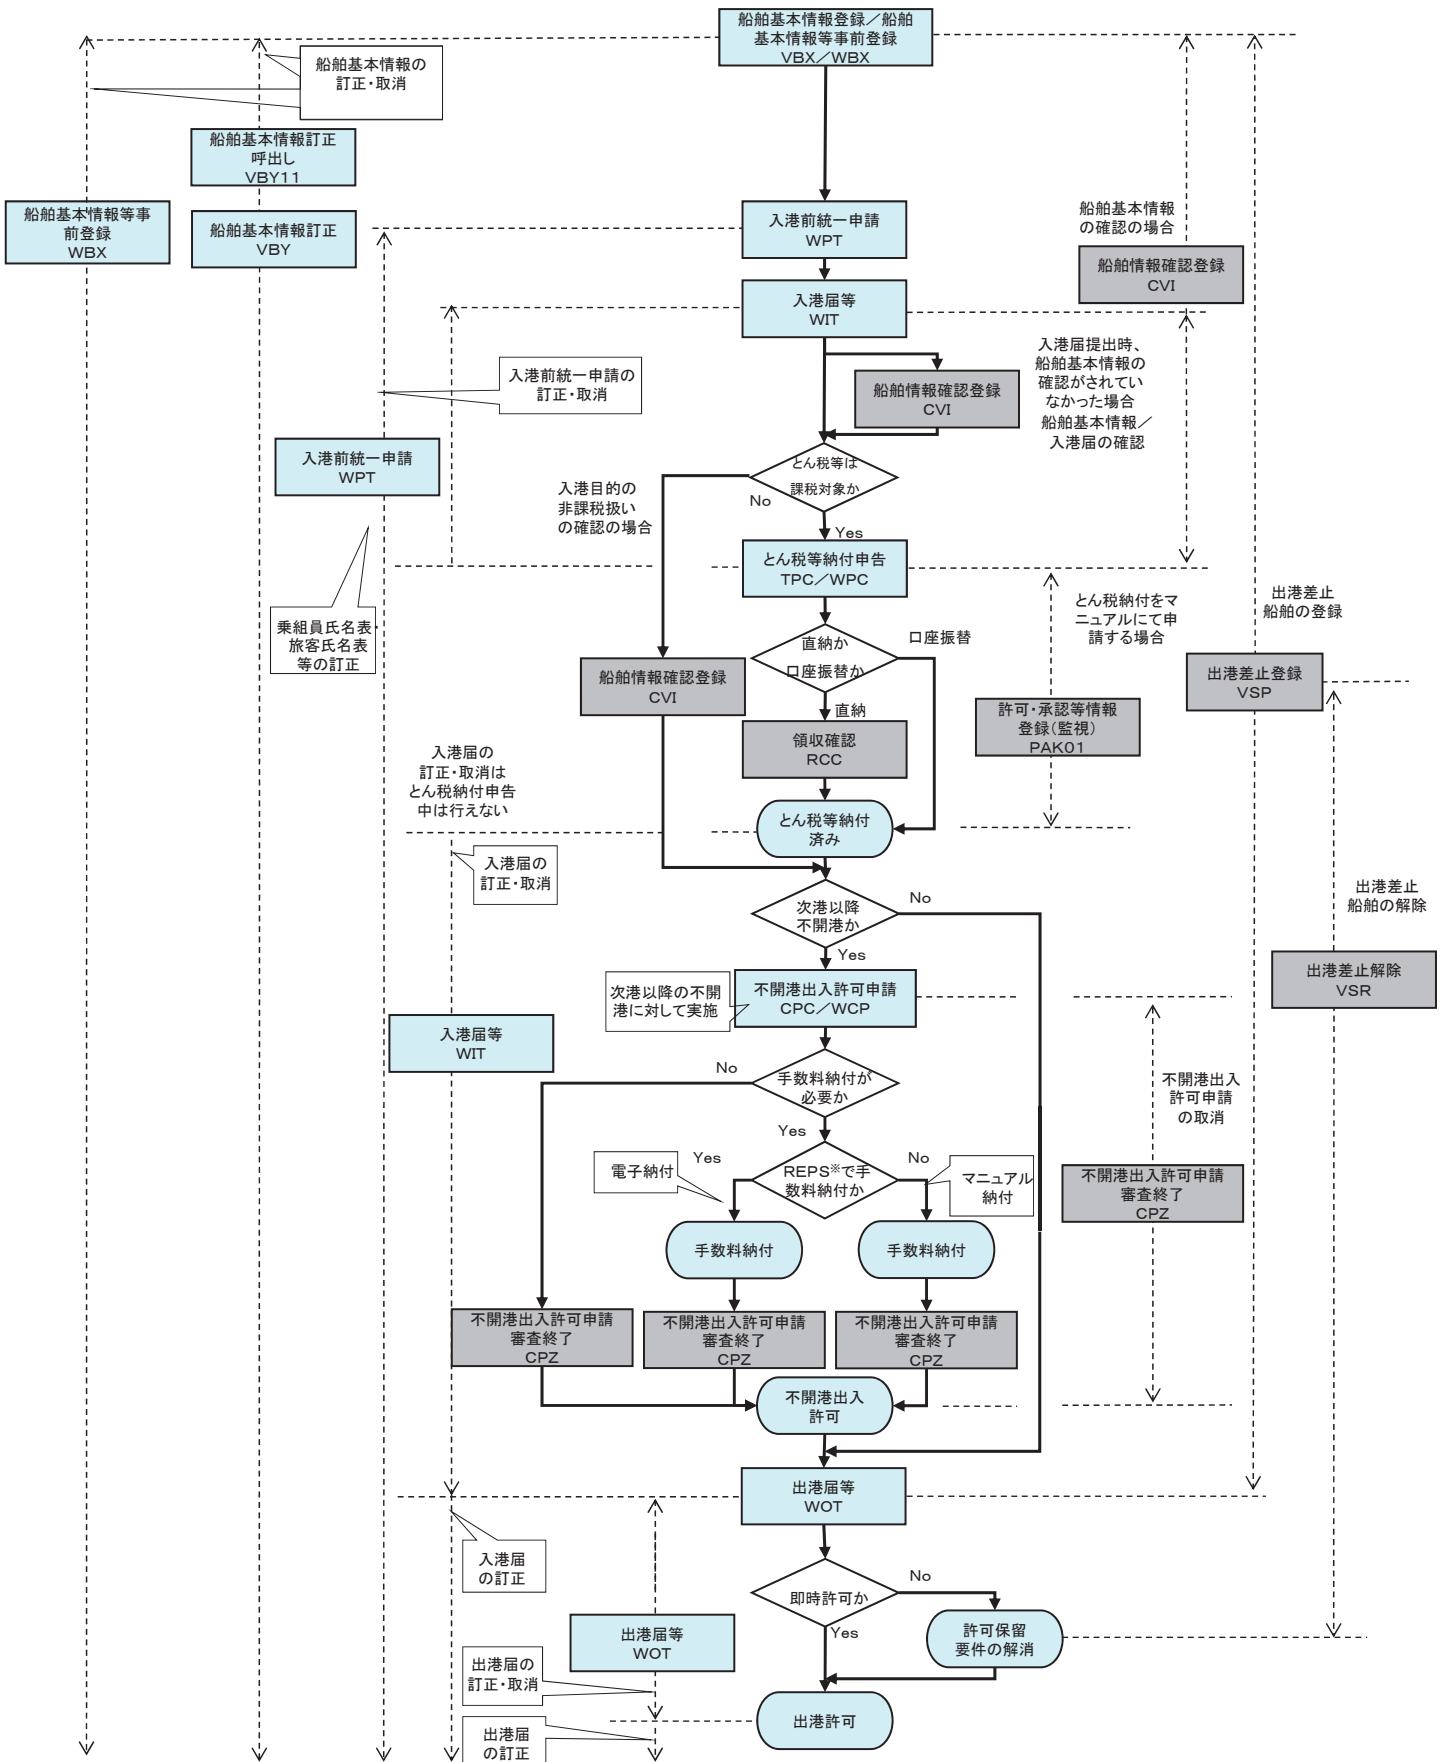 船舶基本情報登録／船舶
基本情報等事前登録
VBX／WBX
船舶基本情報の
訂正・取消
船舶基本情報訂正
呼出し
VBY11
船舶基本情報等事
前登録
WBX
船舶基本情報訂正
VBY
入港前統一申請
WPT
船舶基本情報
の確認の場合
船舶情報確認登録
CVI
入港届等
WIT
入港届提出時、
船舶基本情報の
確認がされてい
なかった場合
船舶基本情報／
入港届の確認
入港前統一申請の
訂正・取消
船舶情報確認登録
CVI
入港前統一申請
WPT
とん税等は
課税対象か
No
Yes
入港目的の
非課税扱い
の確認の場合
とん税等納付申告
TPC／WPC
とん税納付をマ
ニュアルにて申
請する場合
出港差止
船舶の登録
乗組員氏名表・
旅客氏名表
等の訂正
直納か
口座振替か
口座振替
直納
船舶情報確認登録
CVI
出港差止登録
VSP
許可・承認等情報
登録（監視）
PAK01
領収確認
RCC
入港届の
訂正・取消は
とん税納付申告
中は行えない
とん税等納付
済み
入港届の
訂正・取消
次港以降
不開港か
No
Yes
出港差止
船舶の解除
出港差止解除
VSR
次港以降の不開
港に対して実施
不開港出入許可申請
CPC／WCP
入港届等
WIT
手数料納付が
必要か
No
Yes
不開港出入
許可申請
の取消
電子納付
Yes
REPS※で手
数料納付か
No
マニュアル
納付
不開港出入許可申請
審査終了
CPZ
手数料納付
手数料納付
不開港出入許可申請
審査終了
CPZ
不開港出入許可申請
審査終了
CPZ
不開港出入許可申請
審査終了
CPZ
不開港出入
許可
出港届等
WOT
入港届
の訂正
即時許可か
No
Yes
出港届等
WOT
許可保留
要件の解消
出港届の
訂正・取消
出港許可
出港届
の訂正